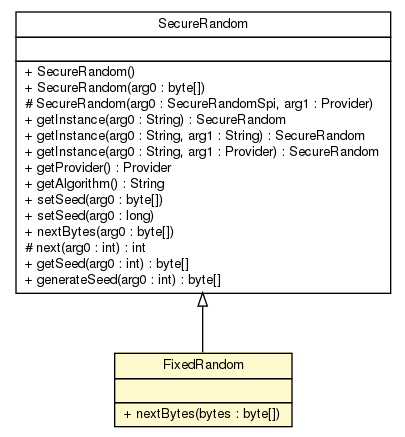 SecureRandom
+ SecureRandom()
+ SecureRandom(arg0 : byte[])
# SecureRandom(arg0 : SecureRandomSpi, arg1 : Provider)
+ getInstance(arg0 : String) : SecureRandom
+ getInstance(arg0 : String, arg1 : String) : SecureRandom
+ getInstance(arg0 : String, arg1 : Provider) : SecureRandom
+ getProvider() : Provider
+ getAlgorithm() : String
+ setSeed(arg0 : byte[])
+ setSeed(arg0 : long)
+ nextBytes(arg0 : byte[])
# next(arg0 : int) : int
+ getSeed(arg0 : int) : byte[]
+ generateSeed(arg0 : int) : byte[]
FixedRandom
+ nextBytes(bytes : byte[])